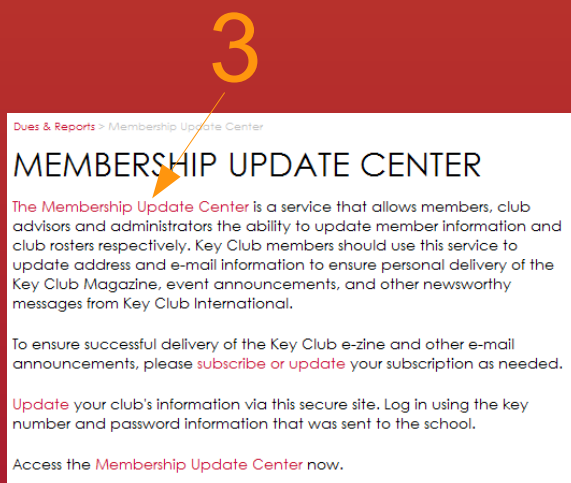 3
Dues & Reports > Membership Update Center
MEMBERSHIP UPDATE CENTER
The Membership Update Center is a service that allows members, club
advisors and administrators the ability to update member information and
club rosters respectively. Key Club members should use this service to
update address and e-mail information to ensure personal delivery of the
Key Club Magazine, event announcements, and other newsworthy
messages from Key Club International.
To ensure successful delivery of the Key Club e-zine and other e-mail
announcements, please subscribe or update your subscription as needed.
Update your club's information via this secure site. Log in using the key
number and password information that was sent to the school.
Access the Membership Update Center now.